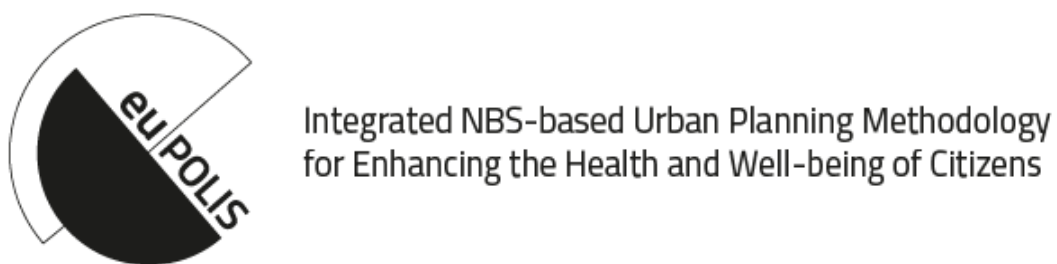 eu POLIS
Integrated NBS-based Urban Planning Methodology
for Enhancing the Health and Well-being of Citizens